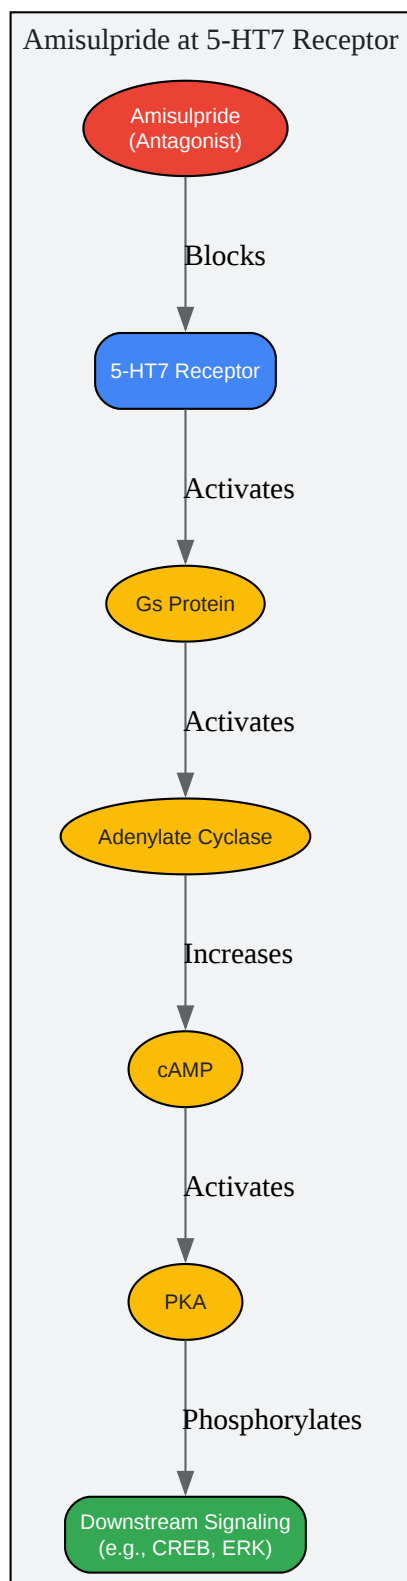 Amisulpride at 5-HT7 Receptor
Amisulpride
(Antagonist)
Blocks
5-HT7 Receptor
Activates
Gs Protein
Activates
Adenylate Cyclase
Increases
cAMP
Activates
PKA
Phosphorylates
Downstream Signaling
(e.g., CREB, ERK)